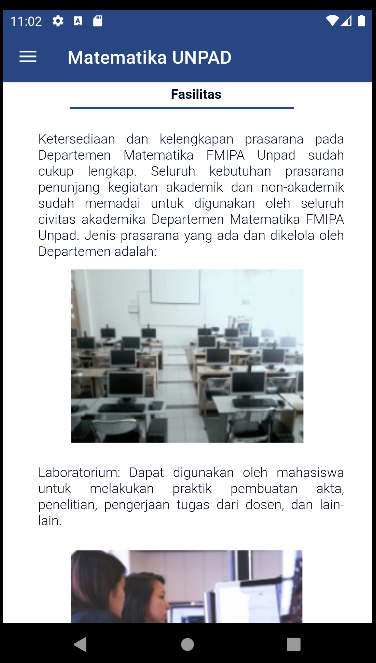 11:02
Matematika UNPAD
Fasilitas
Ketersediaan dan kelengkapan prasarana pada
Departemen Matematika FMIPA Unpad sudah
cukup lengkap. Seluruh kebutuhan prasarana
penunjang kegiatan akademik dan non-akademik
sudah memadai untuk digunakan oleh seluruh
civitas akademika Departemen Matematika FMIPA
Unpad. Jenis prasarana yang ada dan dikelola oleh
Departemen adalah:
Laboratorium: Dapat digunakan oleh mahasiswa
untuk melakukan praktik pembuatan akta,
penelitian, pengerjaan tugas dari dosen, dan lain-
lain.